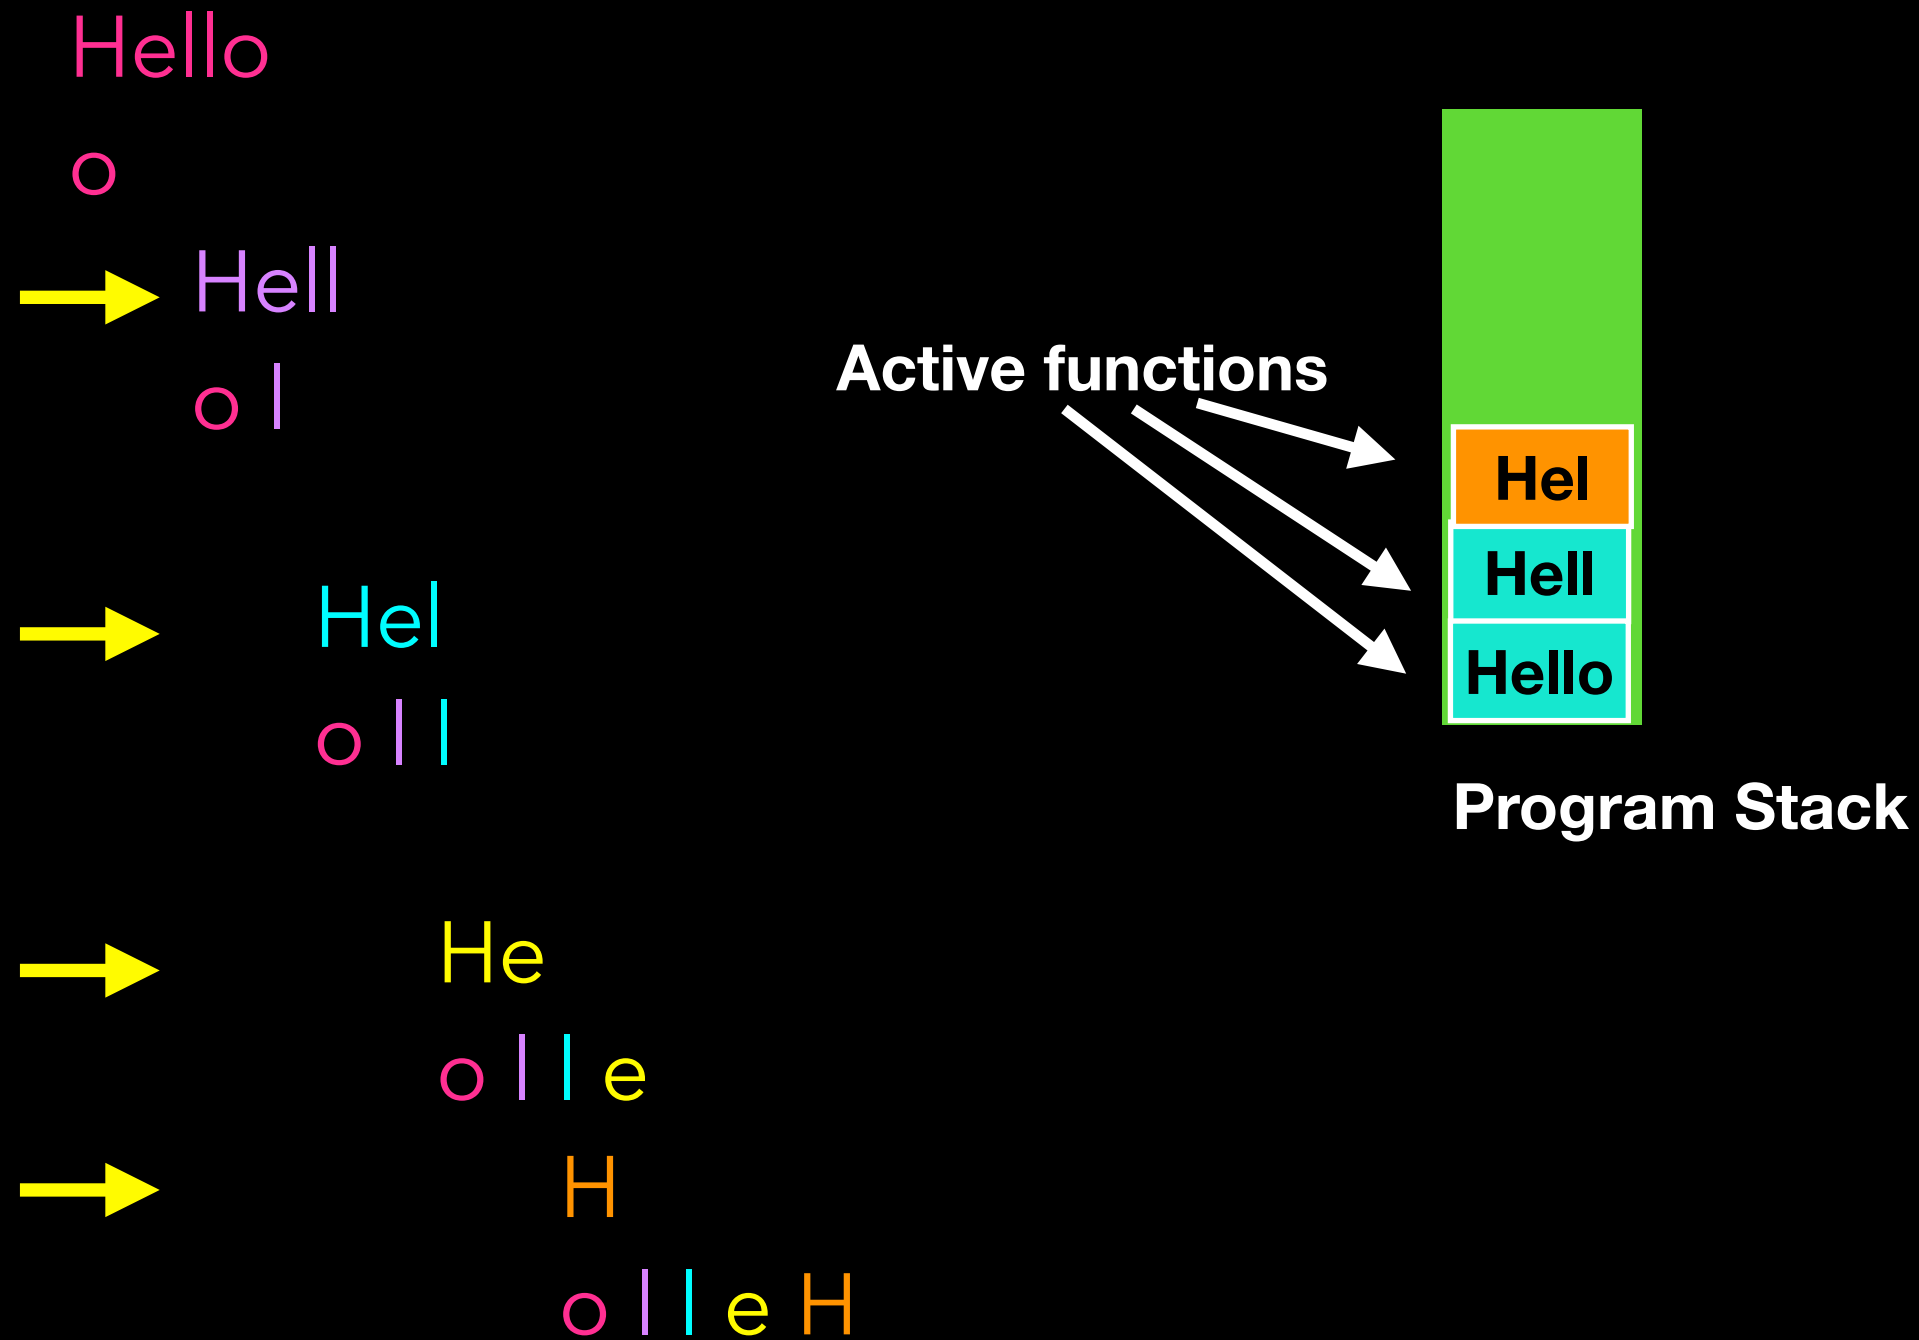 Hello
o
Hell
o l
Hel
o l l
He
o l l e
H
o l l e H
Active functions
Hel
Hell
Hello
Program Stack